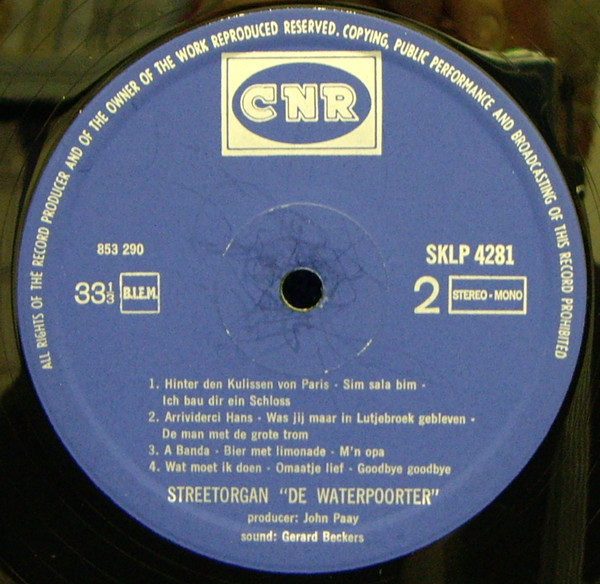 ALL RIGHTS OF THE RECORD PRODUCER AND OF THE OWNER OF THE WORK REPRODUCED RESERVED. COPYING, PUBLIC PERFORMANCE AND BROADCASTING OF THIS RECORD PROHIBITED
CNR
853 290
SKLP 4281
33⅓ B.I.E.M.
2 STEREO - MONO
1. Hinter den Kulissen von Paris - Sim sala bim -
Ich bau dir ein Schloss
2. Arrividerci Hans - Was jij maar in Lutjebroek gebleven -
De man met de grote trom
3. A Banda - Bier met limonade - M'n opa
4. Wat moet ik doen - Omaatje lief - Goodbye goodbye
STREETORGAN "DE WATERPOORTER"
producer: John Paay
sound: Gerard Beckers